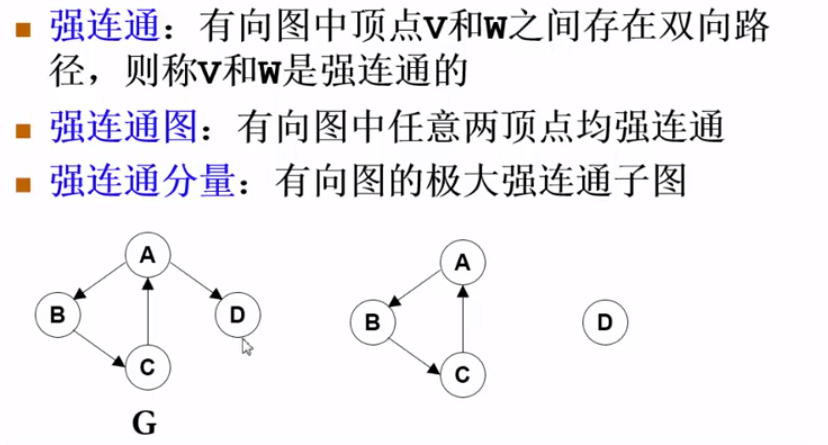 强连通：有向图中顶点V和W之间存在双向路
径，则称V和W是强连通的
强连通图：有向图中任意两顶点均强连通
强连通分量：有向图的极大强连通子图
A
B
D
C
G
A
B
C
D